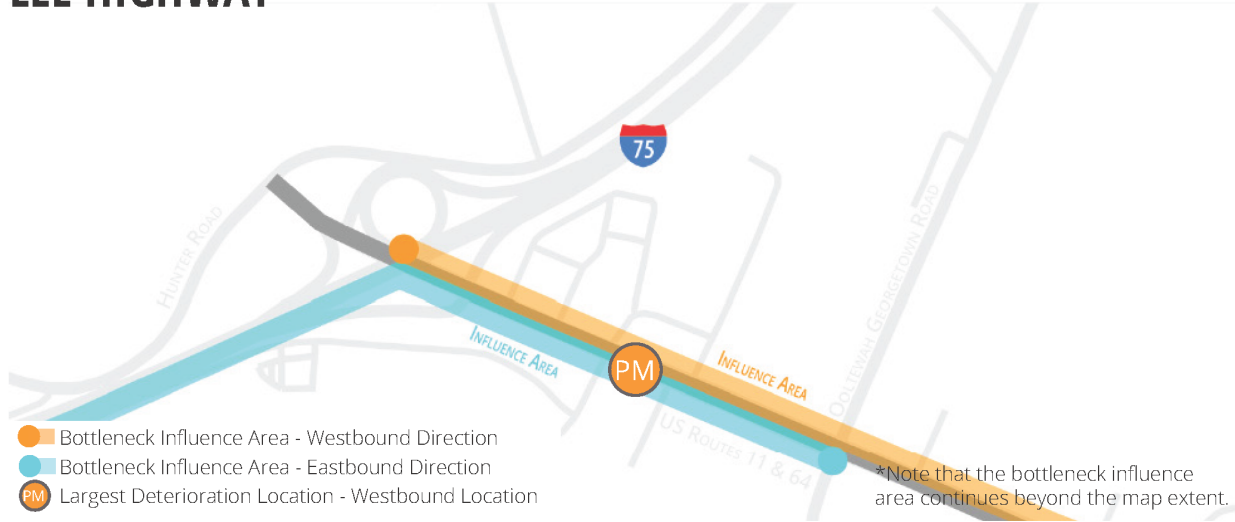 LEE HIGHWAY
75
HUNTER ROAD
OOLTEWAH GEORGETOWN ROAD
INFLUENCE AREA
INFLUENCE AREA
PM
US ROUTES 11 & 64
Bottleneck Influence Area - Westbound Direction
Bottleneck Influence Area - Eastbound Direction
PM Largest Deterioration Location - Westbound Location
*Note that the bottleneck influence
area continues beyond the map extent.